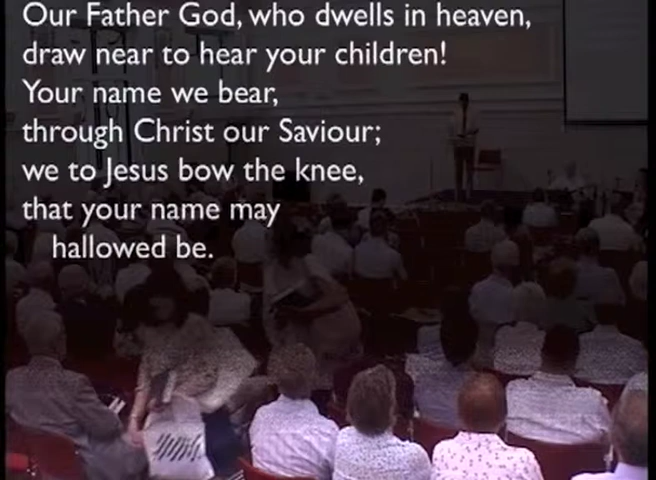 Our Father God, who dwells in heaven,
draw near to hear your children!
Your name we bear,
through Christ our Saviour;
we to Jesus bow the knee,
that your name may
hallowed be.